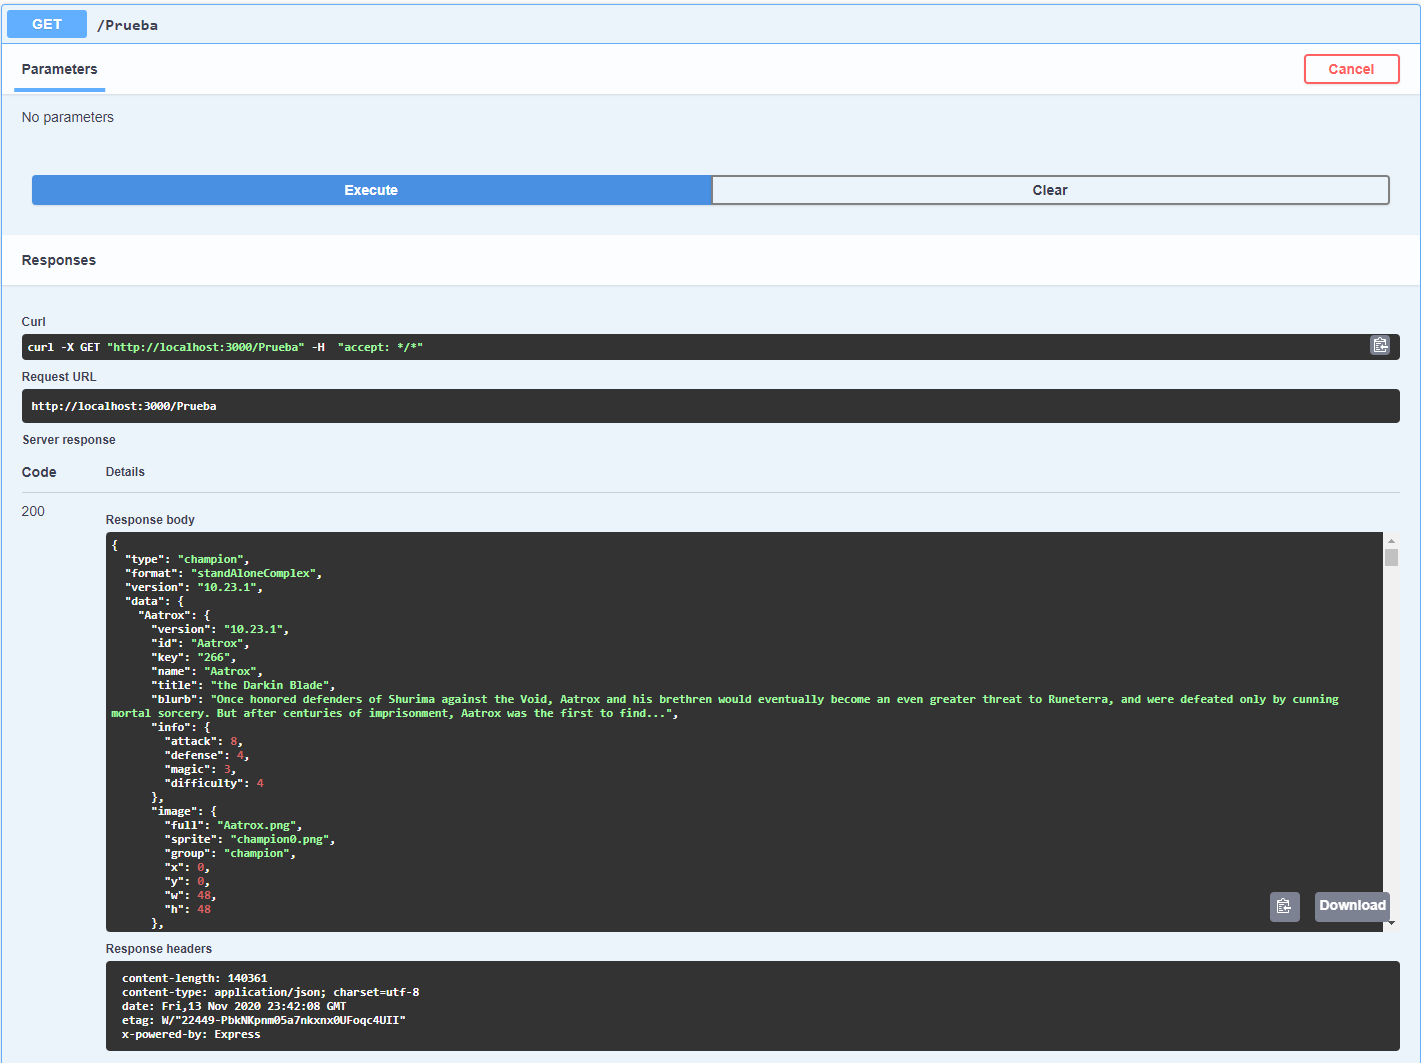 GET /Prueba
Parameters
Cancel
No parameters
Execute
Clear
Responses
Curl
curl -X GET "http://localhost:3000/Prueba" -H  "accept: */*"
Request URL
http://localhost:3000/Prueba
Server response
Code Details
200
Response body
{
  "type": "champion",
  "format": "standAloneComplex",
  "version": "10.23.1",
  "data": {
    "Aatrox": {
      "version": "10.23.1",
      "id": "Aatrox",
      "key": "266",
      "name": "Aatrox",
      "title": "the Darkin Blade",
      "blurb": "Once honored defenders of Shurima against the Void, Aatrox and his brethren would eventually become an even greater threat to Runeterra, and were defeated only by cunning
mortal sorcery. But after centuries of imprisonment, Aatrox was the first to find...",
      "info": {
        "attack": 8,
        "defense": 4,
        "magic": 3,
        "difficulty": 4
      },
      "image": {
        "full": "Aatrox.png",
        "sprite": "champion0.png",
        "group": "champion",
        "x": 0,
        "y": 0,
        "w": 48,
        "h": 48
      },
Download
Response headers
content-length: 140361
content-type: application/json; charset=utf-8
date: Fri,13 Nov 2020 23:42:08 GMT
etag: W/"22449-PbkNKpnm05a7nkxnx0UFoqc4UII"
x-powered-by: Express